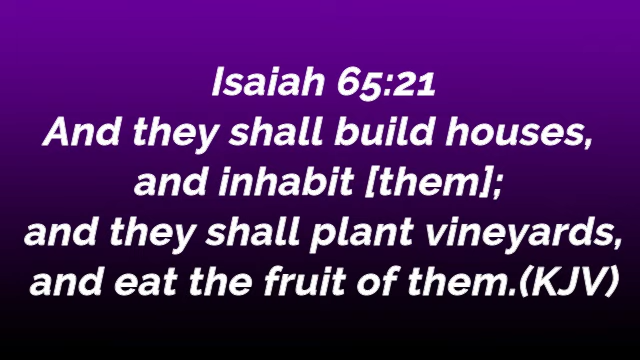 Isaiah 65:21
And they shall build houses,
and inhabit [them];
and they shall plant vineyards,
and eat the fruit of them.(KJV)